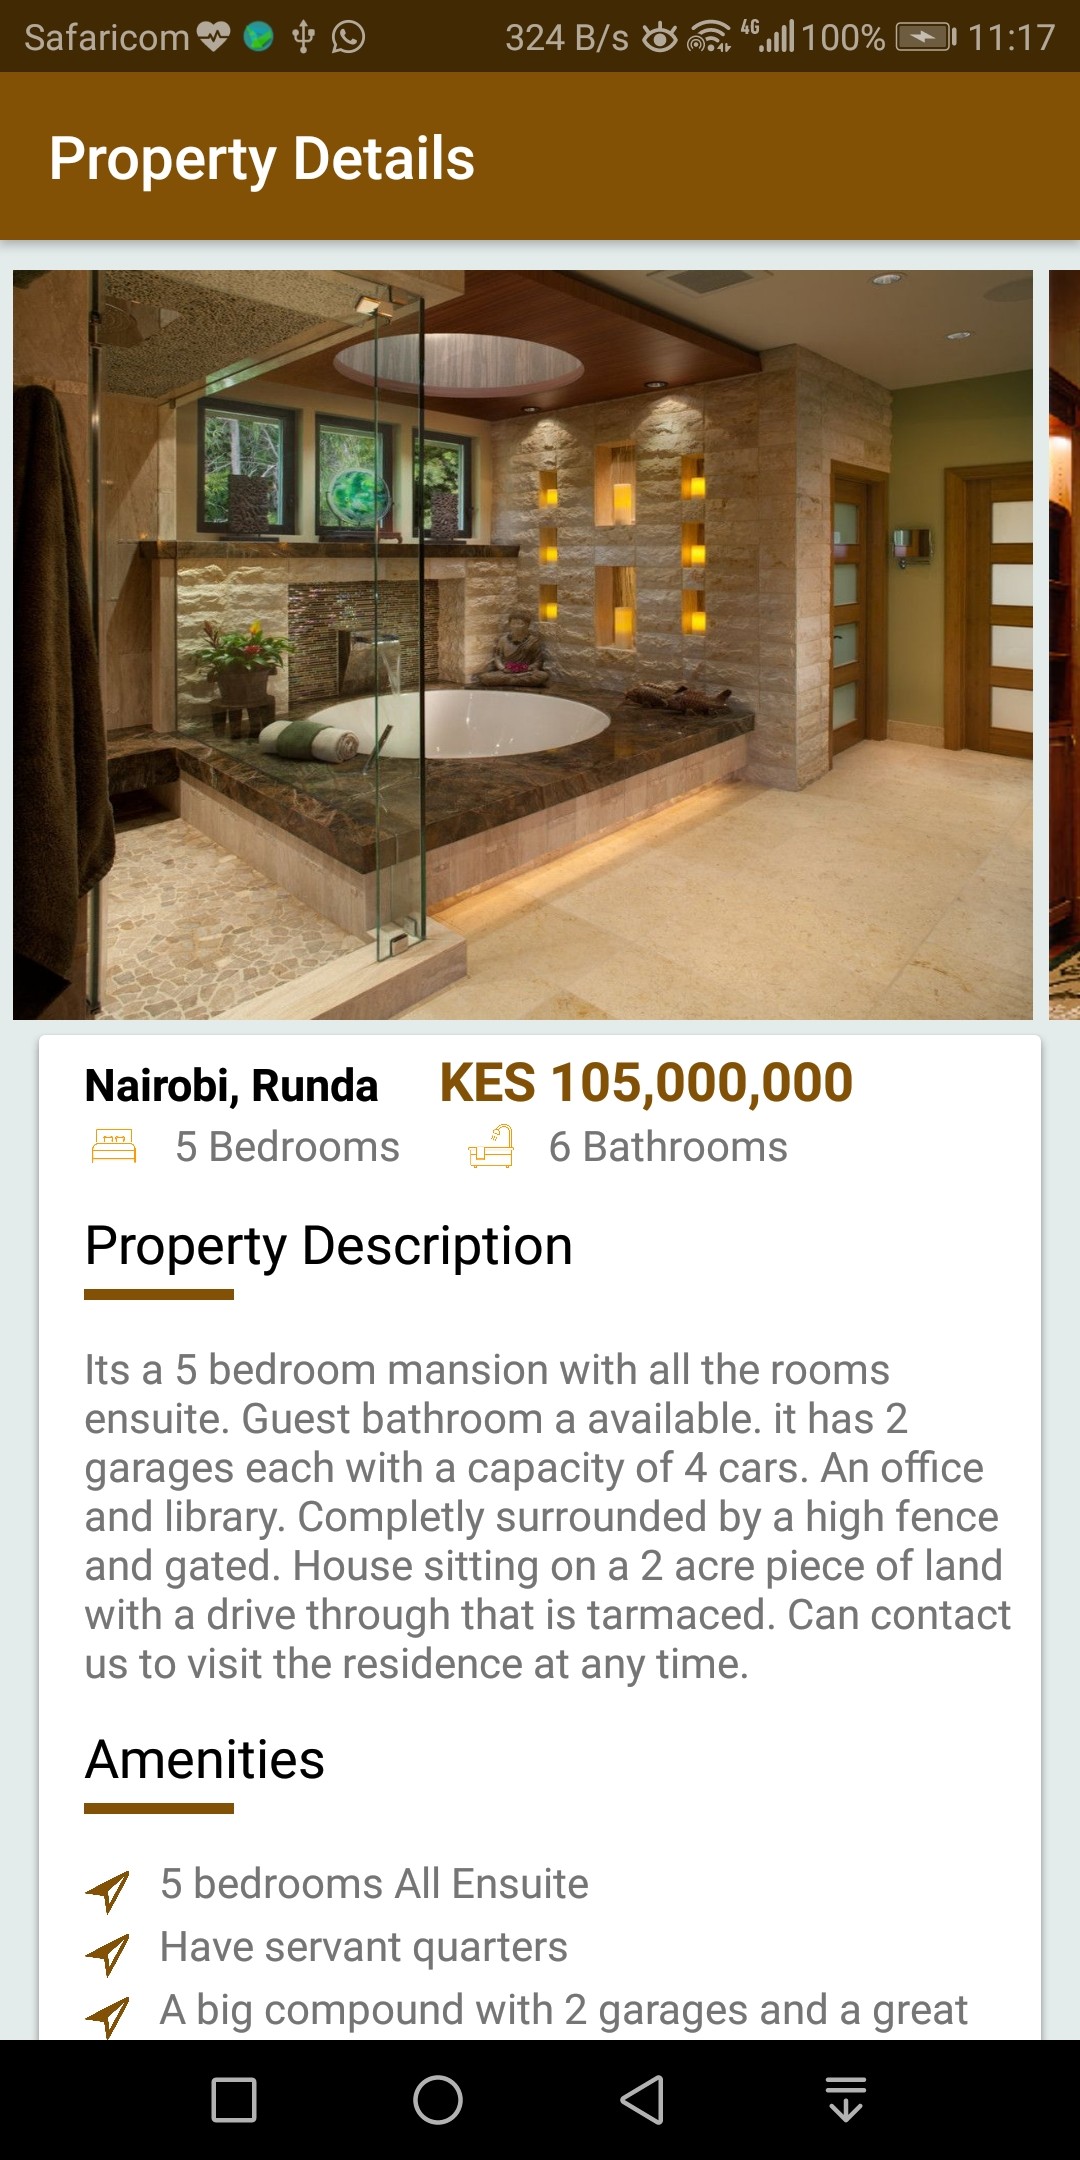 Safaricom 324 B/s 4G 100% 11:17
Property Details
Nairobi, Runda KES 105,000,000
5 Bedrooms 6 Bathrooms
Property Description
Its a 5 bedroom mansion with all the rooms
ensuite. Guest bathroom a available. it has 2
garages each with a capacity of 4 cars. An office
and library. Completly surrounded by a high fence
and gated. House sitting on a 2 acre piece of land
with a drive through that is tarmaced. Can contact
us to visit the residence at any time.
Amenities
5 bedrooms All Ensuite
Have servant quarters
A big compound with 2 garages and a great